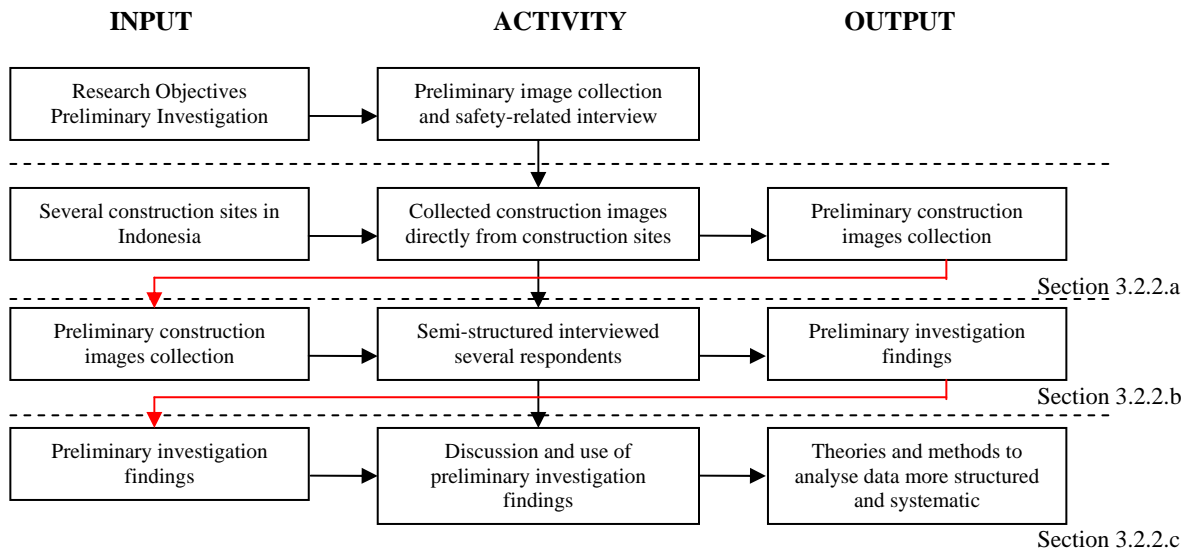 INPUT
ACTIVITY
OUTPUT
Research Objectives
Preliminary Investigation
Preliminary image collection
and safety-related interview
Several construction sites in
Indonesia
Collected construction images
directly from construction sites
Preliminary construction
images collection
Section 3.2.2.a
Preliminary construction
images collection
Semi-structured interviewed
several respondents
Preliminary investigation
findings
Section 3.2.2.b
Preliminary investigation
findings
Discussion and use of
preliminary investigation
findings
Theories and methods to
analyse data more structured
and systematic
Section 3.2.2.c